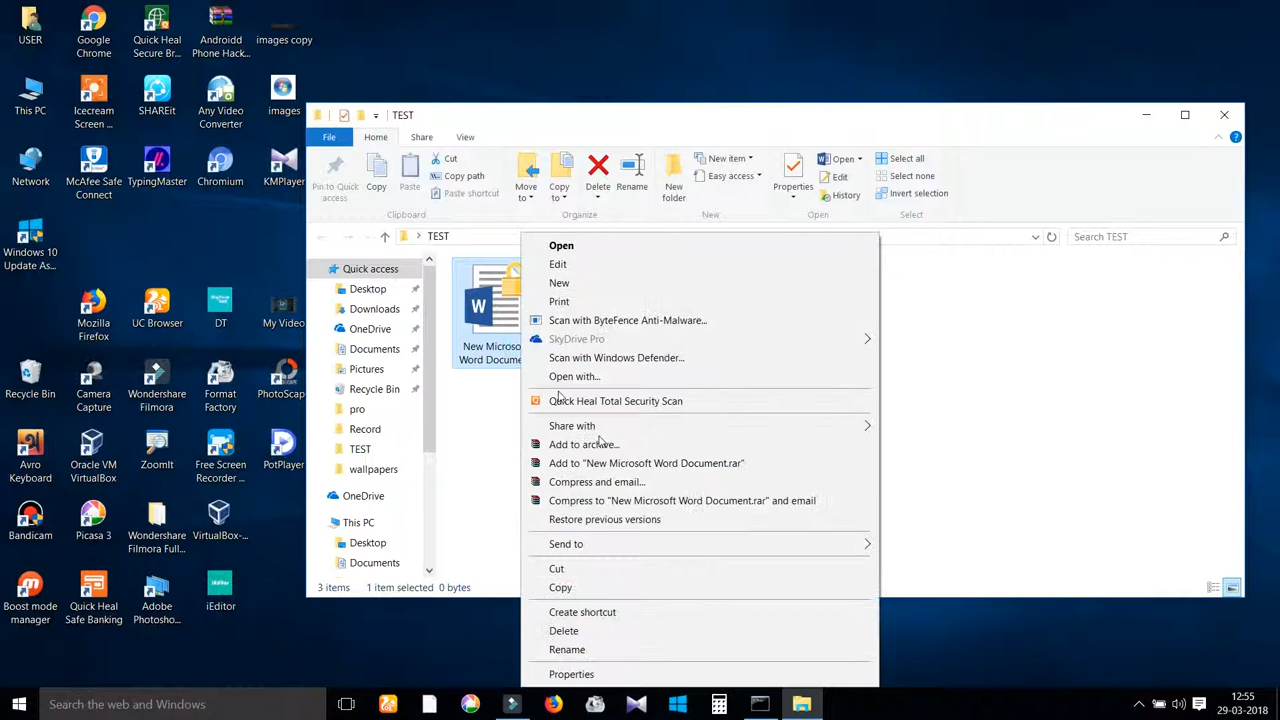 USER
Google
Chrome
Quick Heal
Secure Br...
Androidd
Phone Hack...
images copy
This PC
Icecream
Screen ...
SHAREit
Any Video
Converter
images
Network
McAfee Safe
Connect
TypingMaster
Chromium
KMPlayer
Windows 10
Update As...
Mozilla
Firefox
UC Browser
DT
My Video
Recycle Bin
Camera
Capture
Wondershare
Filmora
Format
Factory
PhotoScap
Avro
Keyboard
Oracle VM
VirtualBox
ZoomIt
Free Screen
Recorder ...
PotPlayer
Bandicam
Picasa 3
Wondershare
Filmora Full...
VirtualBox-...
Boost mode
manager
Quick Heal
Safe Banking
Adobe
Photosho...
iEditor
TEST
File
Home
Share
View
Pin to Quick
access
Copy
Paste
Cut
Copy path
Paste shortcut
Clipboard
Move
to
Copy
to
Delete
Rename
Organize
New
folder
New item
Easy access
New
Properties
Open
Edit
History
Open
Select all
Select none
Invert selection
Select
TEST
Search TEST
Quick access
Desktop
Downloads
OneDrive
Documents
Pictures
Recycle Bin
pro
Record
TEST
wallpapers
OneDrive
This PC
Desktop
Documents
New Microso
Word Docume
3 items
1 item selected
0 bytes
Open
Edit
New
Print
Scan with ByteFence Anti-Malware...
SkyDrive Pro
Scan with Windows Defender...
Open with...
Quick Heal Total Security Scan
Share with
Add to archive...
Add to "New Microsoft Word Document.rar"
Compress and email...
Compress to "New Microsoft Word Document.rar" and email
Restore previous versions
Send to
Cut
Copy
Create shortcut
Delete
Rename
Properties
Search the web and Windows
12:55
29-03-2018